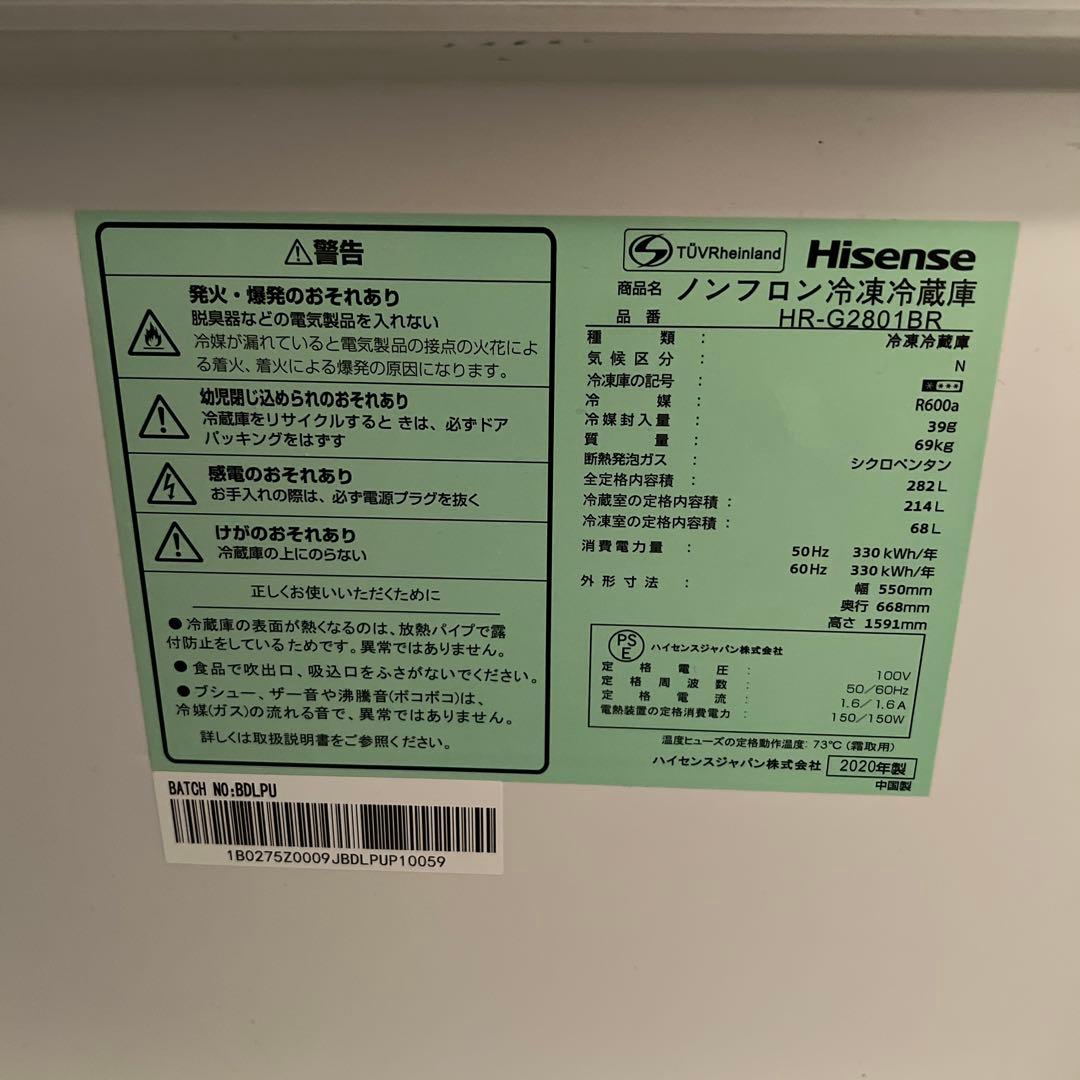 ⚠警告
発火・爆発のおそれあり
脱臭器などの電気製品を入れない
冷媒が漏れていると電気製品の接点の火花によ
る着火、着火による爆発の原因になります。
幼児閉じ込められのおそれあり
冷蔵庫をリサイクルすると きは、必ずドア
パッキングをはずす
感電のおそれあり
お手入れの際は、必ず電源プラグを抜く
けがのおそれあり
冷蔵庫の上にのらない
正しくお使いいただくために
●冷蔵庫の表面が熱くなるのは、放熱パイプで露
付防止をしているためです。異常ではありません。
●食品で吹出口、吸込口をふさがないでください。
●ブシュー、ザー音や沸騰音(ボコボコ)は、
冷媒(ガス)の流れる音で、異常ではありません。
詳しくは取扱説明書をご参照ください。
TÜVRheinland Hisense
商品名 ノンフロン冷凍冷蔵庫
品番 HR-G2801BR
種類 : 冷凍冷蔵庫
気候区分 : N
冷凍庫の記号 : ****
冷媒 : R600a
冷媒封入量 : 39g
質量 : 69kg
断熱発泡ガス : シクロペンタン
全定格内容積 : 282L
冷蔵室の定格内容積 : 214L
冷凍室の定格内容積 : 68L
消費電力量 : 50Hz 330kWh/年
60Hz 330kWh/年
外形寸法 : 幅 550mm
奥行 668mm
高さ 1591mm
PSE ハイセンスジャパン株式会社
定格電圧 : 100V
定格周波数 : 50/60Hz
定格電流 : 1.6/1.6A
電熱装置の定格消費電力 : 150/150W
温度ヒューズの定格動作温度: 73℃(霜取用)
ハイセンスジャパン株式会社 2020年製
中国製
BATCH NO:BDLPU
1B0275Z0009JBDLPUP10059